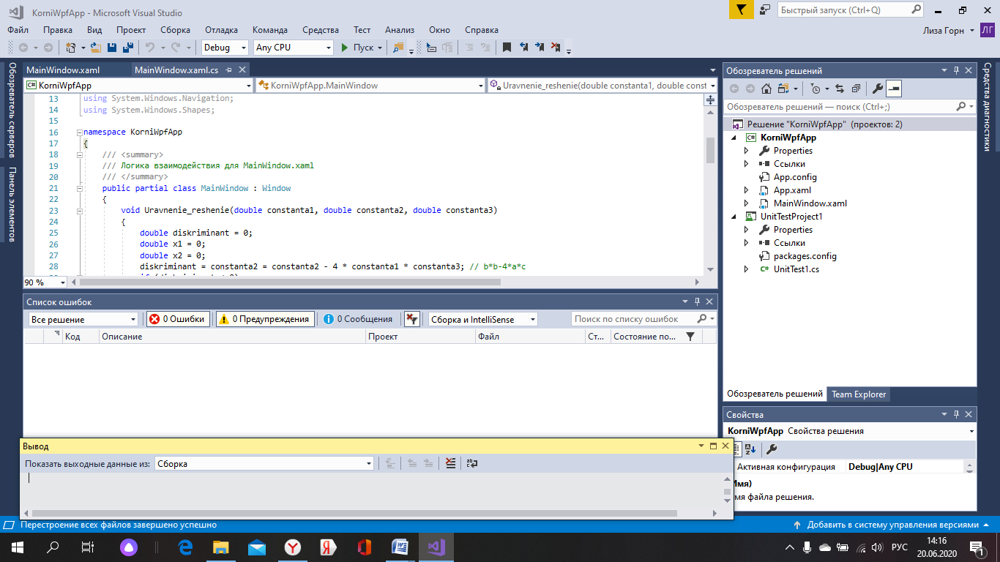 KorniWpfApp - Microsoft Visual Studio
Быстрый запуск (Ctrl+Q)
Файл Правка Вид Проект Сборка Отладка Команда Средства Тест Анализ Окно Справка
Лиза Горн ЛГ
Debug Any CPU Пуск
Обозреватель серверов
Панель элементов
MainWindow.xaml MainWindow.xaml.cs
KorniWpfApp KorniWpfApp.MainWindow Uravnenie_reshenie(double constanta1, double const
13 using System.Windows.Navigation;
14 using System.Windows.Shapes;
15
16 namespace KorniWpfApp
17 {
18 /// <summary>
19 /// Логика взаимодействия для MainWindow.xaml
20 /// </summary>
21 public partial class MainWindow : Window
22 {
23 void Uravnenie_reshenie(double constanta1, double constanta2, double constanta3)
24 {
25 double diskriminant = 0;
26 double x1 = 0;
27 double x2 = 0;
28 diskriminant = constanta2 = constanta2 - 4 * constanta1 * constanta3; // b*b-4*a*c
90 %
Список ошибок
Все решение 0 Ошибки 0 Предупреждения 0 Сообщения Сборка и IntelliSense Поиск по списку ошибок
Код Описание Проект Файл Ст... Состояние по...
Вывод
Показать выходные данные из: Сборка
Обозреватель решений
Обозреватель решений — поиск (Ctrl+;)
Решение "KorniWpfApp" (проектов: 2)
KorniWpfApp
Properties
Ссылки
App.config
App.xaml
MainWindow.xaml
UnitTestProject1
Properties
Ссылки
packages.config
UnitTest1.cs
Обозреватель решений Team Explorer
Свойства
KorniWpfApp Свойства решения
Активная конфигурация Debug|Any CPU
Имя)
мя файла решения.
Средства диагностики
Перестроение всех файлов завершено успешно
Добавить в систему управления версиями
РУС
14:16
20.06.2020
1